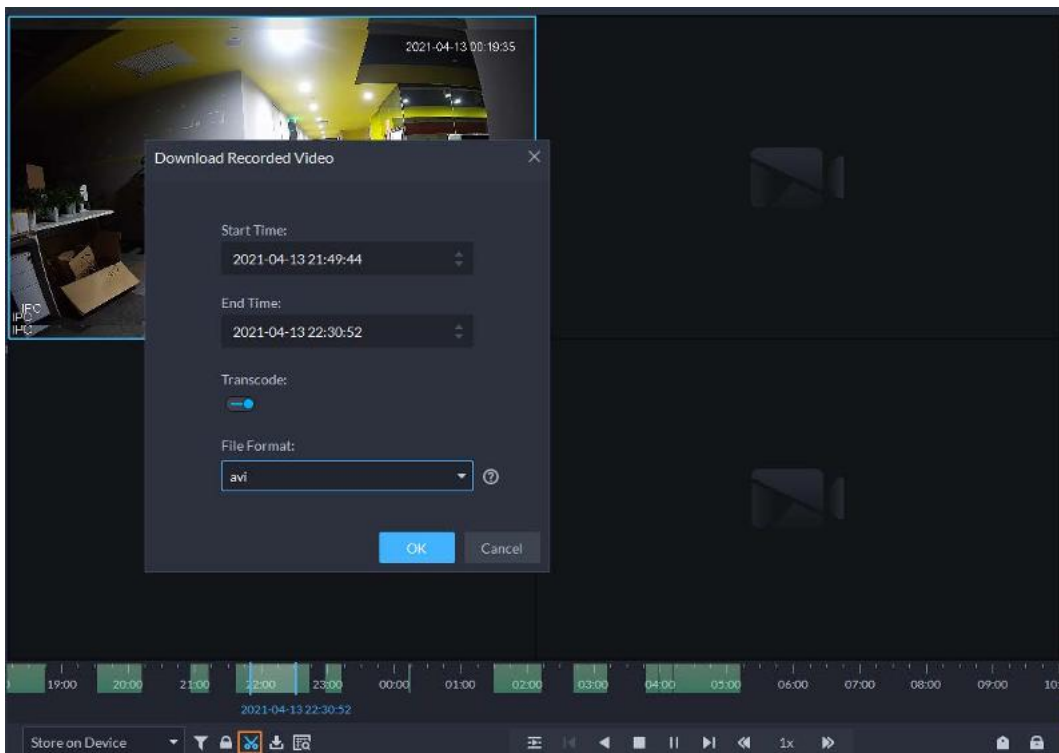 2021-04-13 00:19:35
Download Recorded Video
Start Time:
2021-04-13 21:49:44
End Time:
2021-04-13 22:30:52
Transcode:
File Format:
avi
OK
Cancel
IPC
IPC
19:00 20:00 21:00 22:00 23:00 00:00 01:00 02:00 03:00 04:00 05:00 06:00 07:00 08:00 09:00 10:
2021-04-13 22:30:52
Store on Device
1x